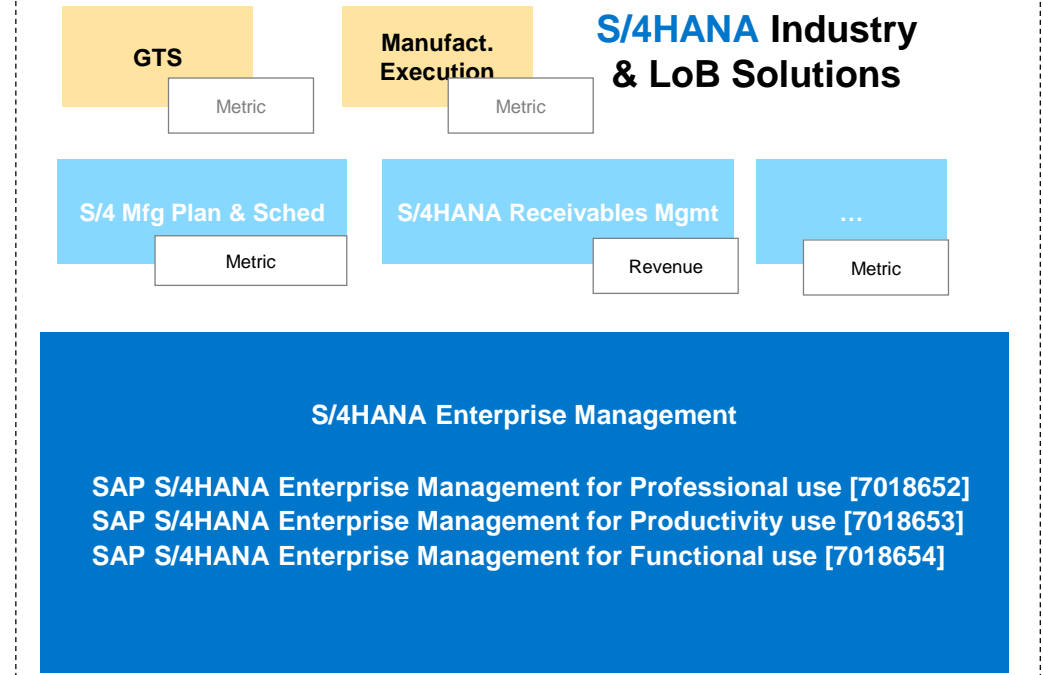 GTS
Metric
Manufact.
Execution
Metric
S/4HANA Industry
& LoB Solutions
S/4 Mfg Plan & Sched
Metric
S/4HANA Receivables Mgmt
Revenue
…
Metric
S/4HANA Enterprise Management
SAP S/4HANA Enterprise Management for Professional use [7018652]
SAP S/4HANA Enterprise Management for Productivity use [7018653]
SAP S/4HANA Enterprise Management for Functional use [7018654]